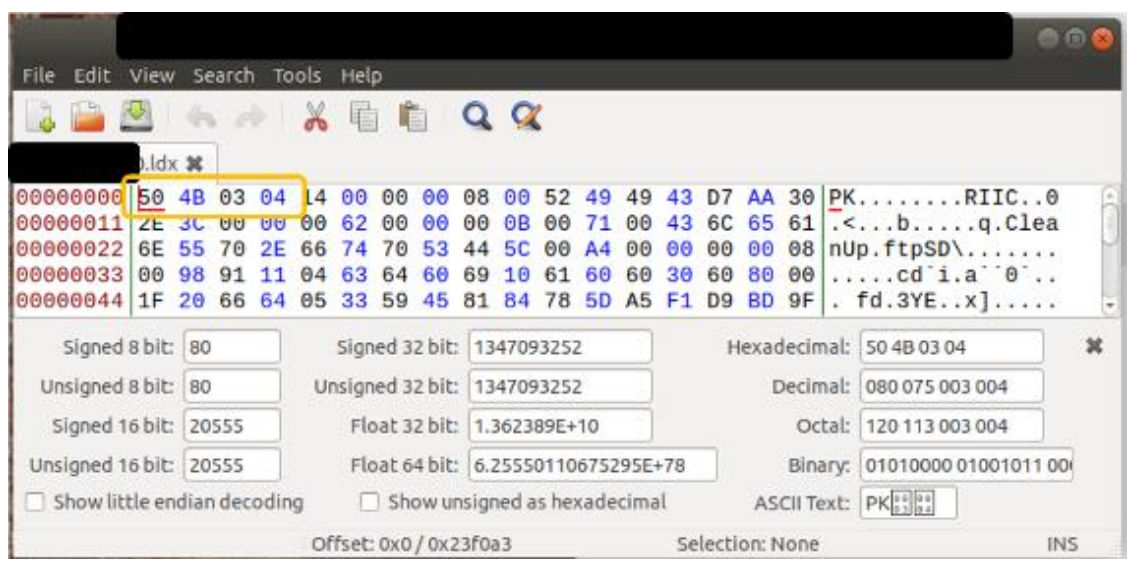 File Edit View Search Tools Help
0.ldx
00000000 50 4B 03 04 14 00 00 00 08 00 52 49 49 43 D7 AA 30 PK........RIIC..0
00000011 2E 3C 00 00 00 62 00 00 00 0B 00 71 00 43 6C 65 61 .<...b.....q.Clea
00000022 6E 55 70 2E 66 74 70 53 44 5C 00 A4 00 00 00 00 08 nUp.ftpSD\.......
00000033 00 98 91 11 04 63 64 60 69 10 61 60 60 30 60 80 00 .....cd`i.a``0`..
00000044 1F 20 66 64 05 33 59 45 81 84 78 5D A5 F1 D9 BD 9F . fd.3YE..x].....
Signed 8 bit: 80 Signed 32 bit: 1347093252 Hexadecimal: 50 4B 03 04
Unsigned 8 bit: 80 Unsigned 32 bit: 1347093252 Decimal: 080 075 003 004
Signed 16 bit: 20555 Float 32 bit: 1.362389E+10 Octal: 120 113 003 004
Unsigned 16 bit: 20555 Float 64 bit: 6.25550110675295E+78 Binary: 01010000 01001011 00
Show little endian decoding Show unsigned as hexadecimal ASCII Text: PK
Offset: 0x0 / 0x23f0a3 Selection: None INS